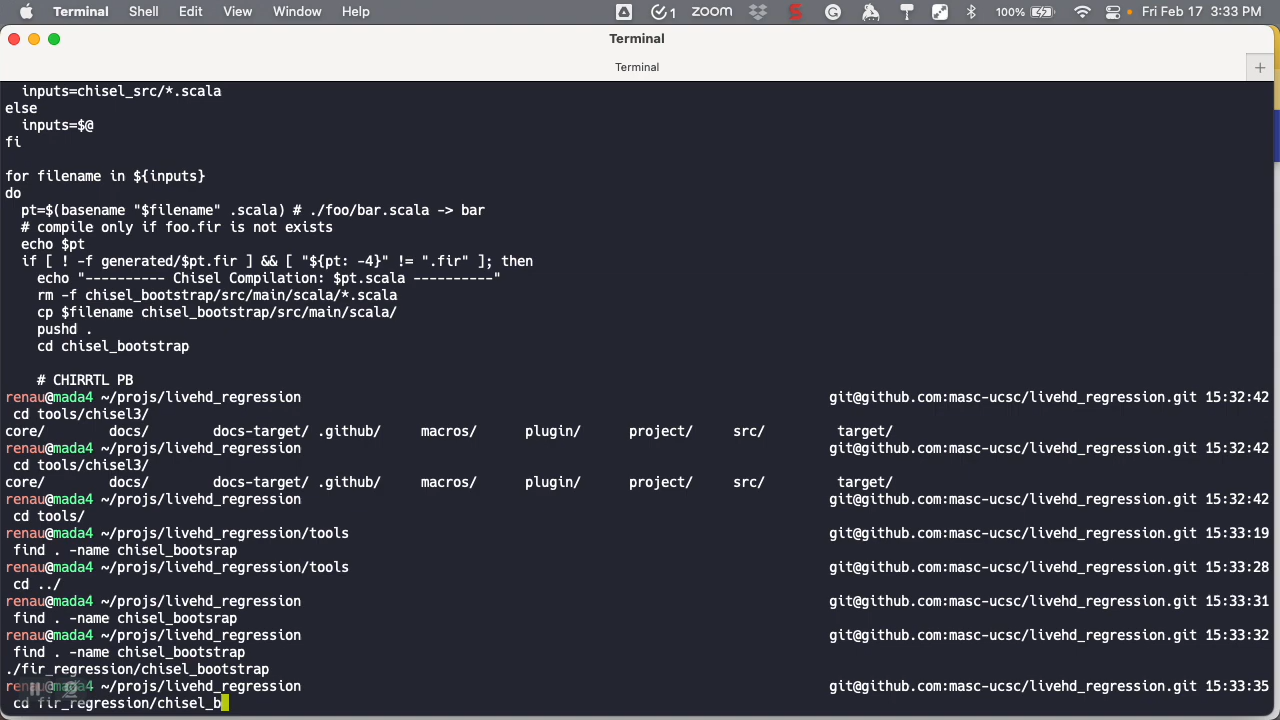 Terminal Shell Edit View Window Help 1 zoom 100% Fri Feb 17 3:33 PM
Terminal
Terminal
inputs=chisel_src/*.scala
else
inputs=$@
fi
for filename in ${inputs}
do
pt=$(basename "$filename" .scala) # ./foo/bar.scala -> bar
# compile only if foo.fir is not exists
echo $pt
if [ ! -f generated/$pt.fir ] && [ "${pt: -4}" != ".fir" ]; then
echo "---------- Chisel Compilation: $pt.scala ----------"
rm -f chisel_bootstrap/src/main/scala/*.scala
cp $filename chisel_bootstrap/src/main/scala/
pushd .
cd chisel_bootstrap
# CHIRRTL PB
renau@mada4 ~/projs/livehd_regression git@github.com:masc-ucsc/livehd_regression.git 15:32:42
cd tools/chisel3/
core/ docs/ docs-target/ .github/ macros/ plugin/ project/ src/ target/
renau@mada4 ~/projs/livehd_regression git@github.com:masc-ucsc/livehd_regression.git 15:32:42
cd tools/chisel3/
core/ docs/ docs-target/ .github/ macros/ plugin/ project/ src/ target/
renau@mada4 ~/projs/livehd_regression git@github.com:masc-ucsc/livehd_regression.git 15:32:42
cd tools/
renau@mada4 ~/projs/livehd_regression/tools git@github.com:masc-ucsc/livehd_regression.git 15:33:19
find . -name chisel_bootsrap
renau@mada4 ~/projs/livehd_regression/tools git@github.com:masc-ucsc/livehd_regression.git 15:33:28
cd ../
renau@mada4 ~/projs/livehd_regression git@github.com:masc-ucsc/livehd_regression.git 15:33:31
find . -name chisel_bootsrap
renau@mada4 ~/projs/livehd_regression git@github.com:masc-ucsc/livehd_regression.git 15:33:32
find . -name chisel_bootstrap
./fir_regression/chisel_bootstrap
renau@mada4 ~/projs/livehd_regression git@github.com:masc-ucsc/livehd_regression.git 15:33:35
cd fir_regression/chisel_b